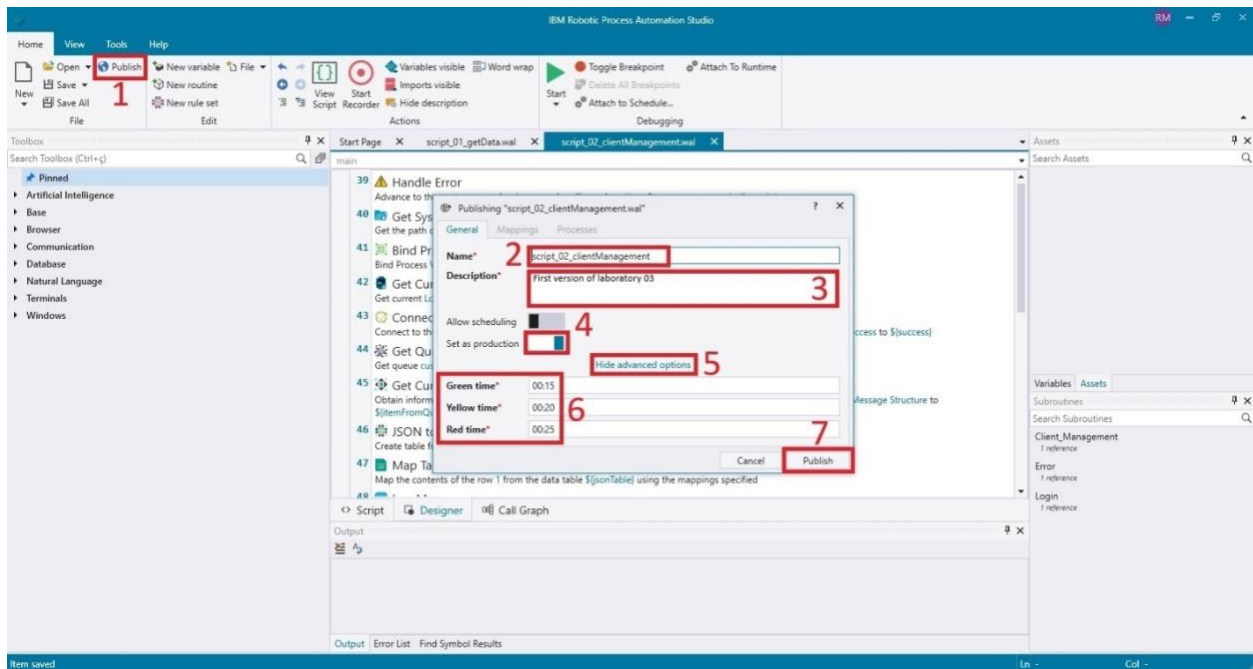 IBM Robotic Process Automation Studio
RM
Home View Tools Help
New
Open
Save
Save All
Publish
1
File
New variable
New routine
New rule set
File
Edit
View Script
Start Recorder
Variables visible
Imports visible
Hide description
Word wrap
Actions
Start
Toggle Breakpoint
Delete All Breakpoints
Attach to Schedule...
Attach To Runtime
Debugging
Toolbox
Search Toolbox (Ctrl+ç)
Pinned
Artificial Intelligence
Base
Browser
Communication
Database
Natural Language
Terminals
Windows
Start Page script_01_getData.wal script_02_clientManagement.wal
main
39 Handle Error
Advance to th
40 Get Sys
Get the path
41 Bind Pr
Bind Process
42 Get Cur
Get current Lo
43 Connec
Connect to th
ccess to ${success}
44 Get Qu
Get queue cus
45 Get Cur
Obtain inform
Message Structure to
${itemFromQu
46 JSON to
Create table f
47 Map Ta
Map the contents of the row 1 from the data table ${jsonTable} using the mappings specified
48
Publishing "script_02_clientManagement.wal" ?
General Mappings Processes
Name* 2 script_02_clientManagement
Description* First version of laboratory 03
3
Allow scheduling 4
Set as production
Hide advanced options 5
Green time* 00:15
Yellow time* 00:20 6
Red time* 00:25
7
Cancel Publish
Script Designer Call Graph
Output
Output Error List Find Symbol Results
Assets
Search Assets
Variables Assets
Subroutines
Search Subroutines
Client_Management
1 reference
Error
1 reference
Login
1 reference
Item saved
Ln - Col -